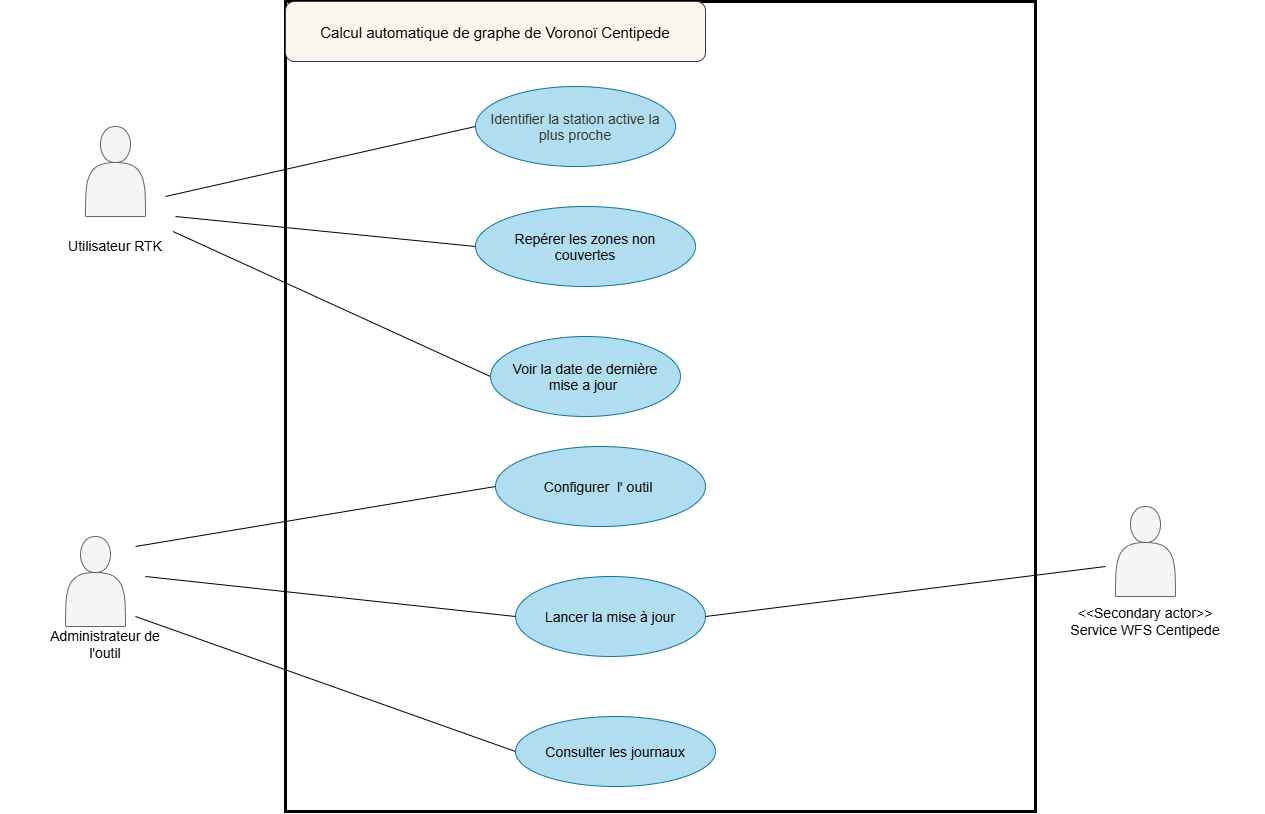 Calcul automatique de graphe de Voronoï Centipede
Identifier la station active la
plus proche
Utilisateur RTK
Repérer les zones non
couvertes
Voir la date de dernière
mise a jour
Configurer  l' outil
Administrateur de
l'outil
Lancer la mise à jour
<<Secondary actor>>
Service WFS Centipede
Consulter les journaux